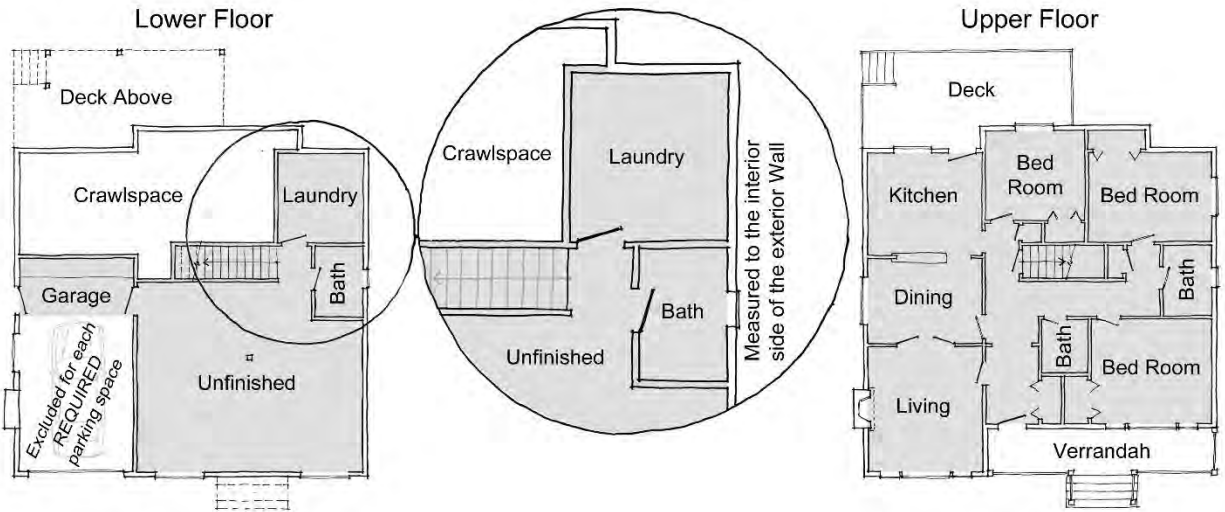 Lower Floor
Deck Above
Crawlspace
Laundry
Garage
Bath
Unfinished
Excluded for each
REQUIRED
parking space
Crawlspace
Laundry
Bath
Unfinished
Measured to the interior
side of the exterior Wall
Upper Floor
Deck
Kitchen
Bed
Room
Bed Room
Dining
Bath
Bath
Living
Bed Room
Verrandah